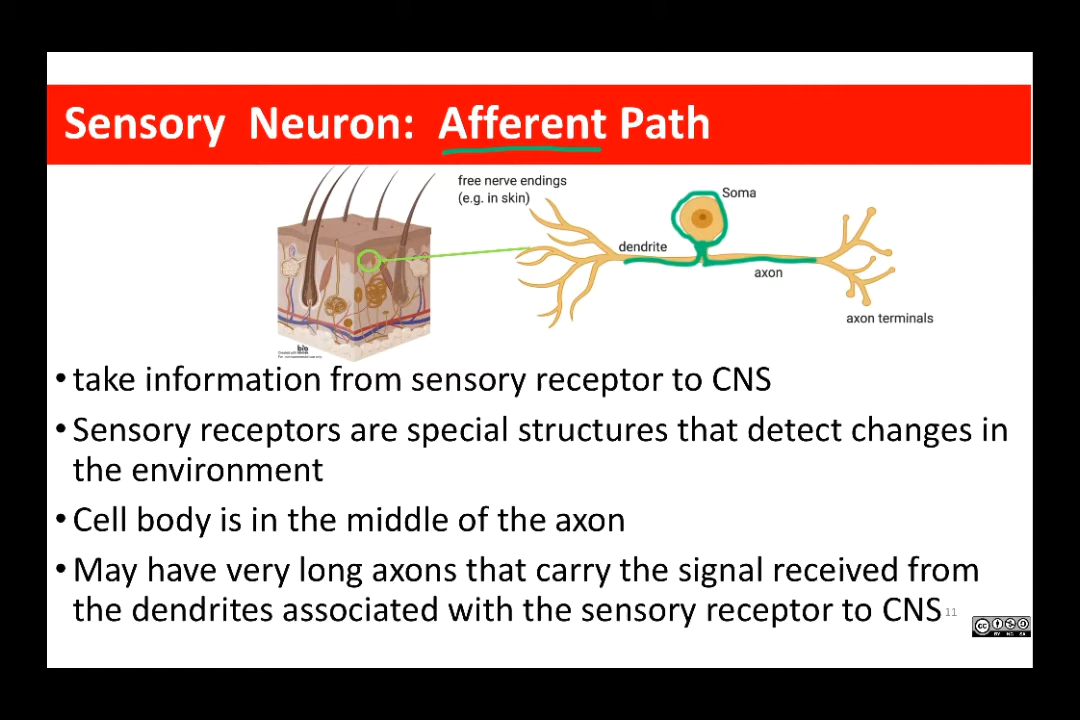 Sensory Neuron: Afferent Path
free nerve endings
(e.g. in skin)
Soma
dendrite
axon
axon terminals
• take information from sensory receptor to CNS
• Sensory receptors are special structures that detect changes in
the environment
• Cell body is in the middle of the axon
• May have very long axons that carry the signal received from
the dendrites associated with the sensory receptor to CNS
11
bio
cc